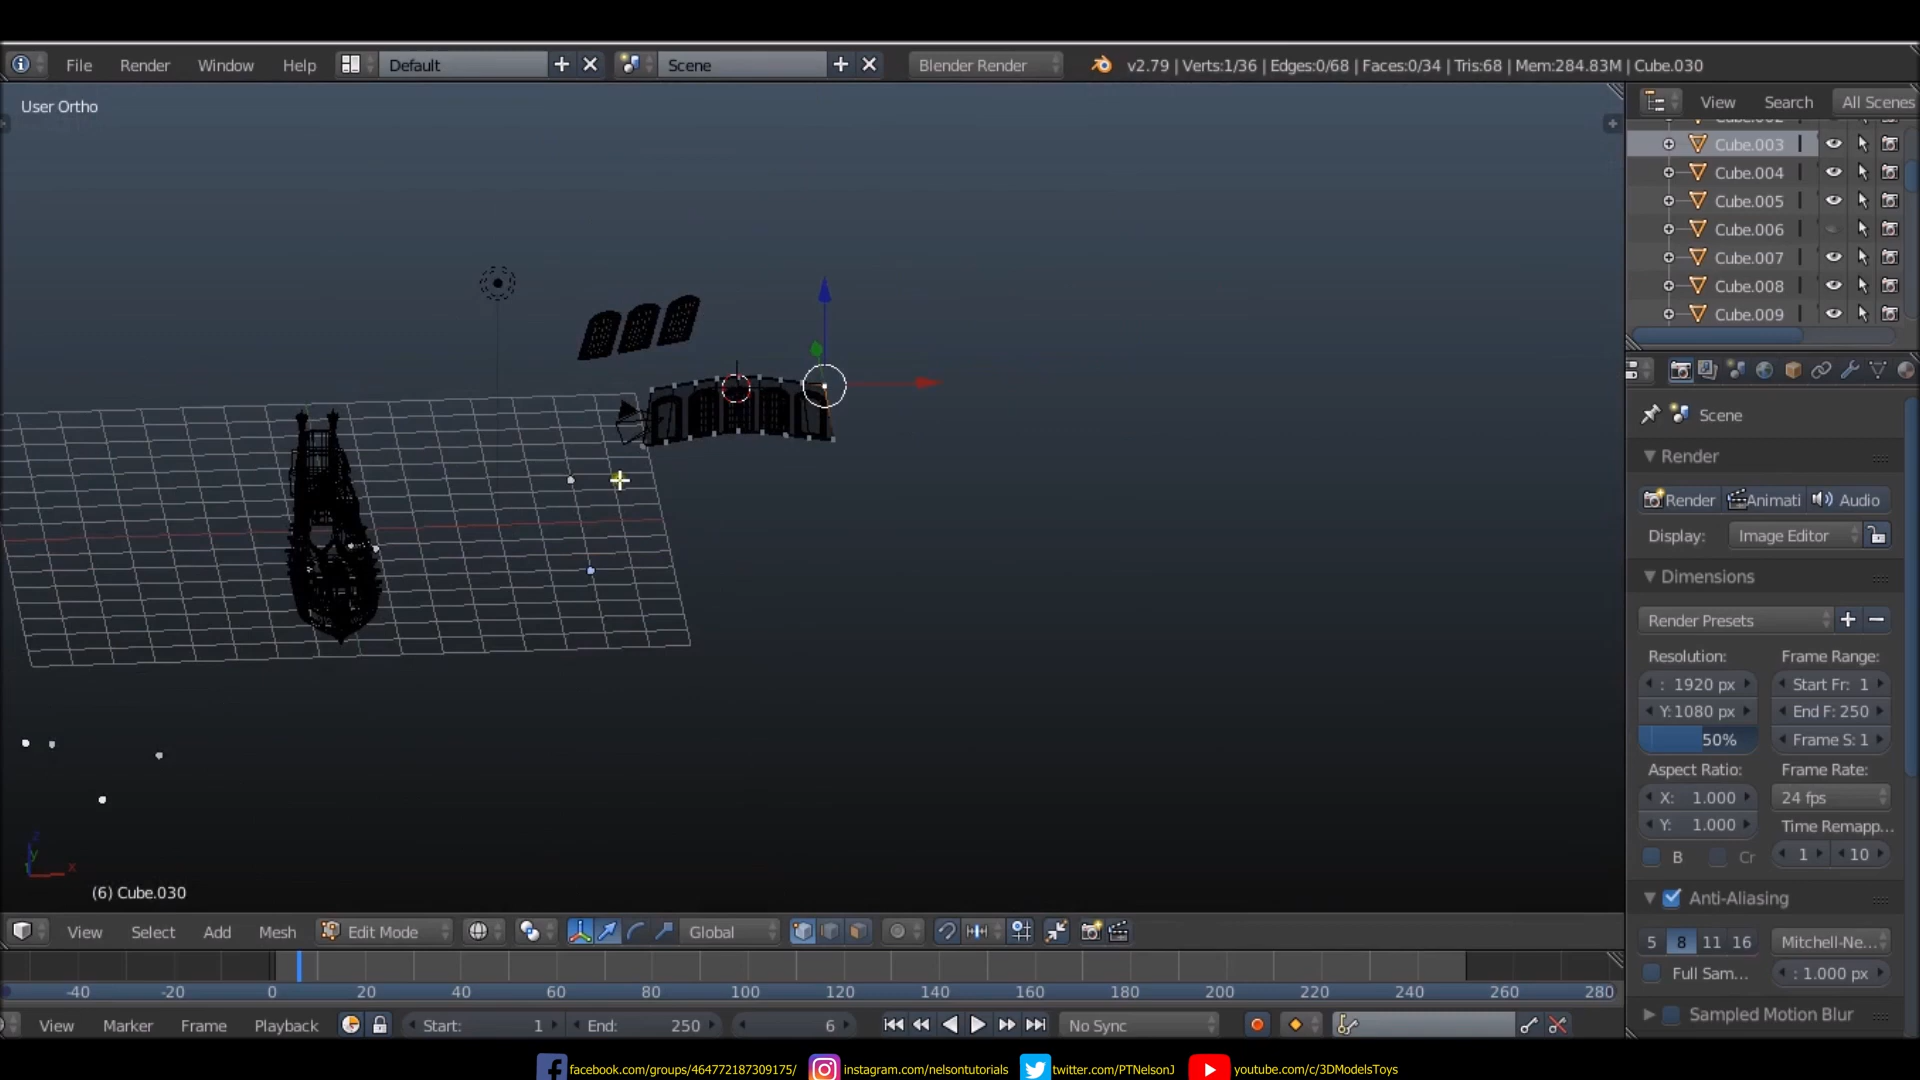 File Render Window Help Default Scene Blender Render v2.79 | Verts:1/36 | Edges:0/68 | Faces:0/34 | Tris:68 | Mem:284.83M | Cube.030
User Ortho
View Search All Scenes
Cube.002
Cube.003
Cube.004
Cube.005
Cube.006
Cube.007
Cube.008
Cube.009
Scene
Render
Render Animati Audio
Display: Image Editor
Dimensions
Render Presets
Resolution: Frame Range:
: 1920 px Start Fr: 1
Y: 1080 px End F: 250
50% Frame S: 1
Aspect Ratio: Frame Rate:
X: 1.000 24 fps
Y: 1.000 Time Remapp...
B Cr 1 10
Anti-Aliasing
5 8 11 16 Mitchell-Ne...
Full Sam... : 1.000 px
Sampled Motion Blur
z
y
x
(6) Cube.030
View Select Add Mesh Edit Mode Global
-40 -20 0 20 40 60 80 100 120 140 160 180 200 220 240 260 280
View Marker Frame Playback Start: 1 End: 250 6 No Sync
facebook.com/groups/464772187309175/ instagram.com/nelsontutorials twitter.com/PTNelsonJ youtube.com/c/3DModelsToys